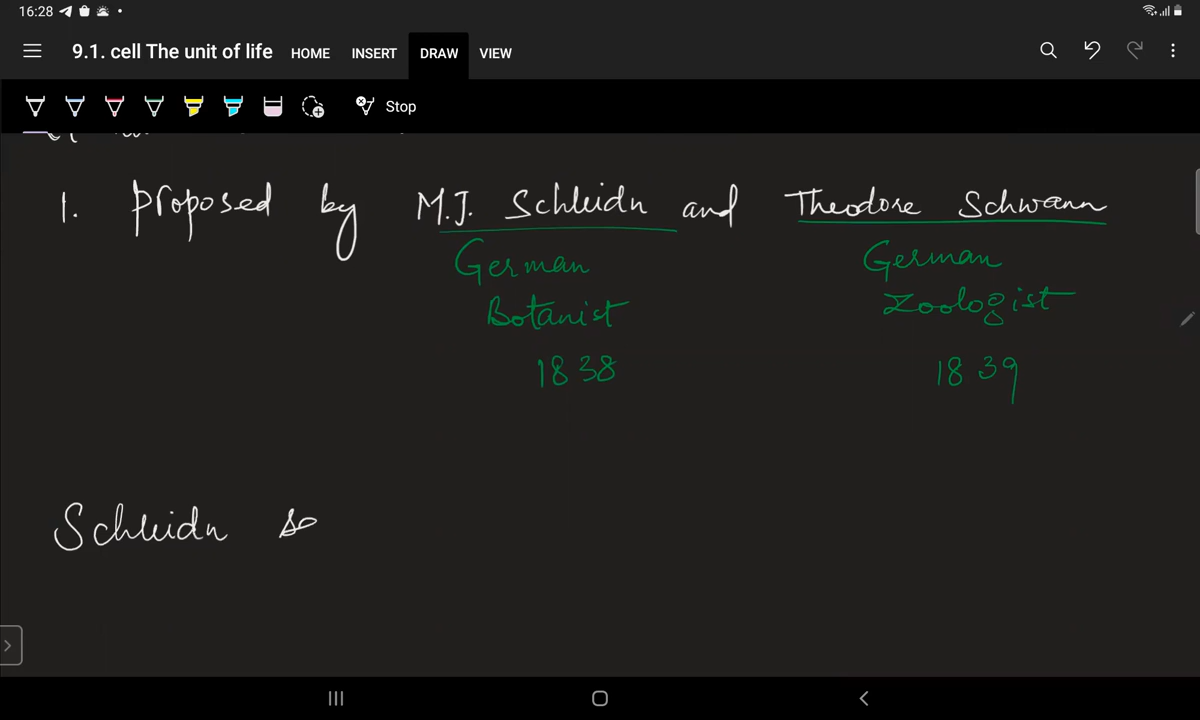 16:28
9.1. cell The unit of life HOME INSERT DRAW VIEW
Stop
1. Proposed by M.J. Schleidn and Theodore Schwann
German German
Botanist Zoologist
1838 1839
Schleidn